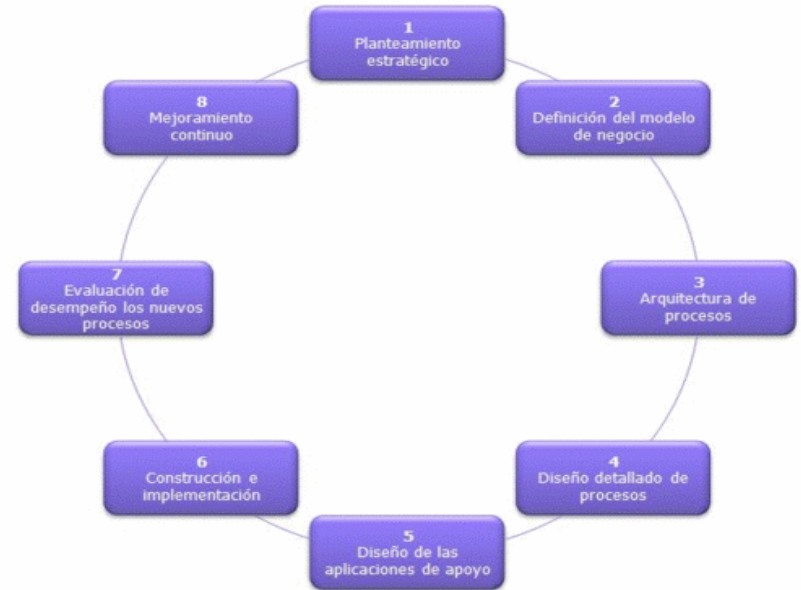 1
Planteamiento
estratégico
2
Definición del modelo
de negocio
3
Arquitectura de
procesos
4
Diseño detallado de
procesos
5
Diseño de las
aplicaciones de apoyo
6
Construcción e
implementación
7
Evaluación de
desempeño los nuevos
procesos
8
Mejoramiento
continuo